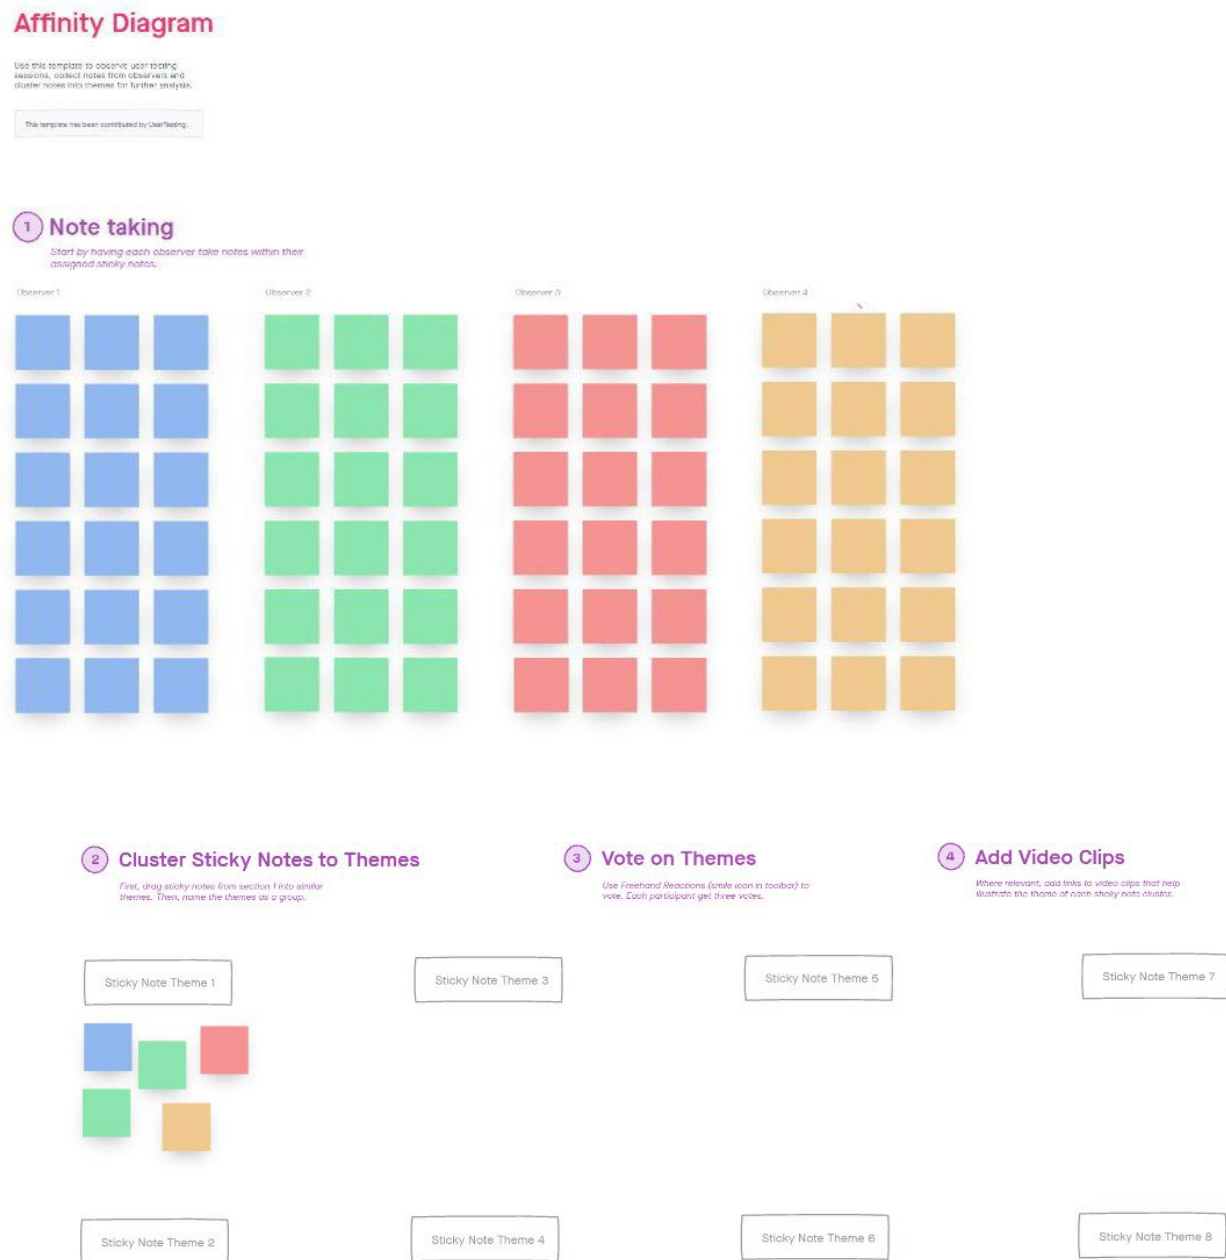 Affinity Diagram
Use this template to observe user testing
sessions, collect notes from observers and
cluster notes into themes for further analysis.
This template has been contributed by UserTesting.
1
Note taking
Start by having each observer take notes within their
assigned sticky notes.
Observer 1
Observer 2
Observer 3
Observer 4
2
Cluster Sticky Notes to Themes
First, drag sticky notes from section 1 into similar
themes. Then, name the themes as a group.
3
Vote on Themes
Use Freehand Reactions (smile icon in toolbar) to
vote. Each participant get three votes.
4
Add Video Clips
Where relevant, add links to video clips that help
illustrate the theme of each sticky note cluster.
Sticky Note Theme 1
Sticky Note Theme 3
Sticky Note Theme 5
Sticky Note Theme 7
Sticky Note Theme 2
Sticky Note Theme 4
Sticky Note Theme 6
Sticky Note Theme 8